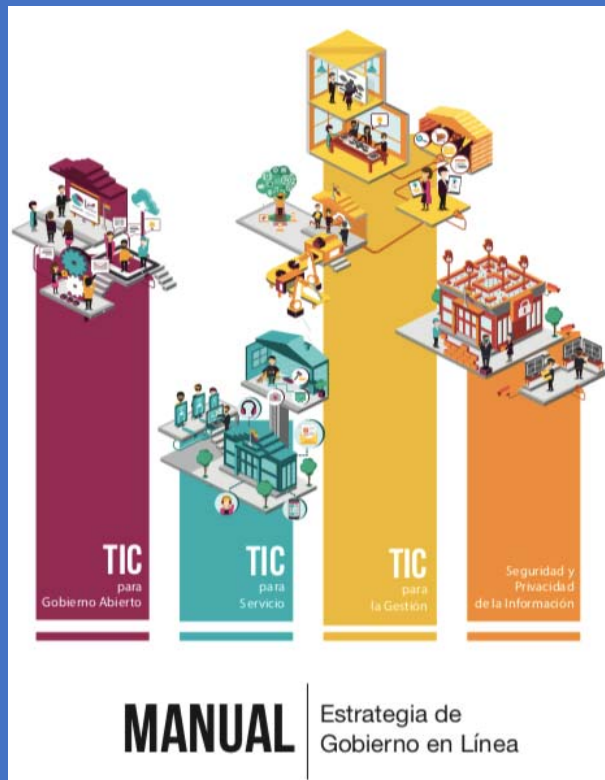 TIC
para
Gobierno Abierto
TIC
para
Servicio
TIC
para
la Gestión
Seguridad y
Privacidad
de la Información
MANUAL
Estrategia de
Gobierno en Línea